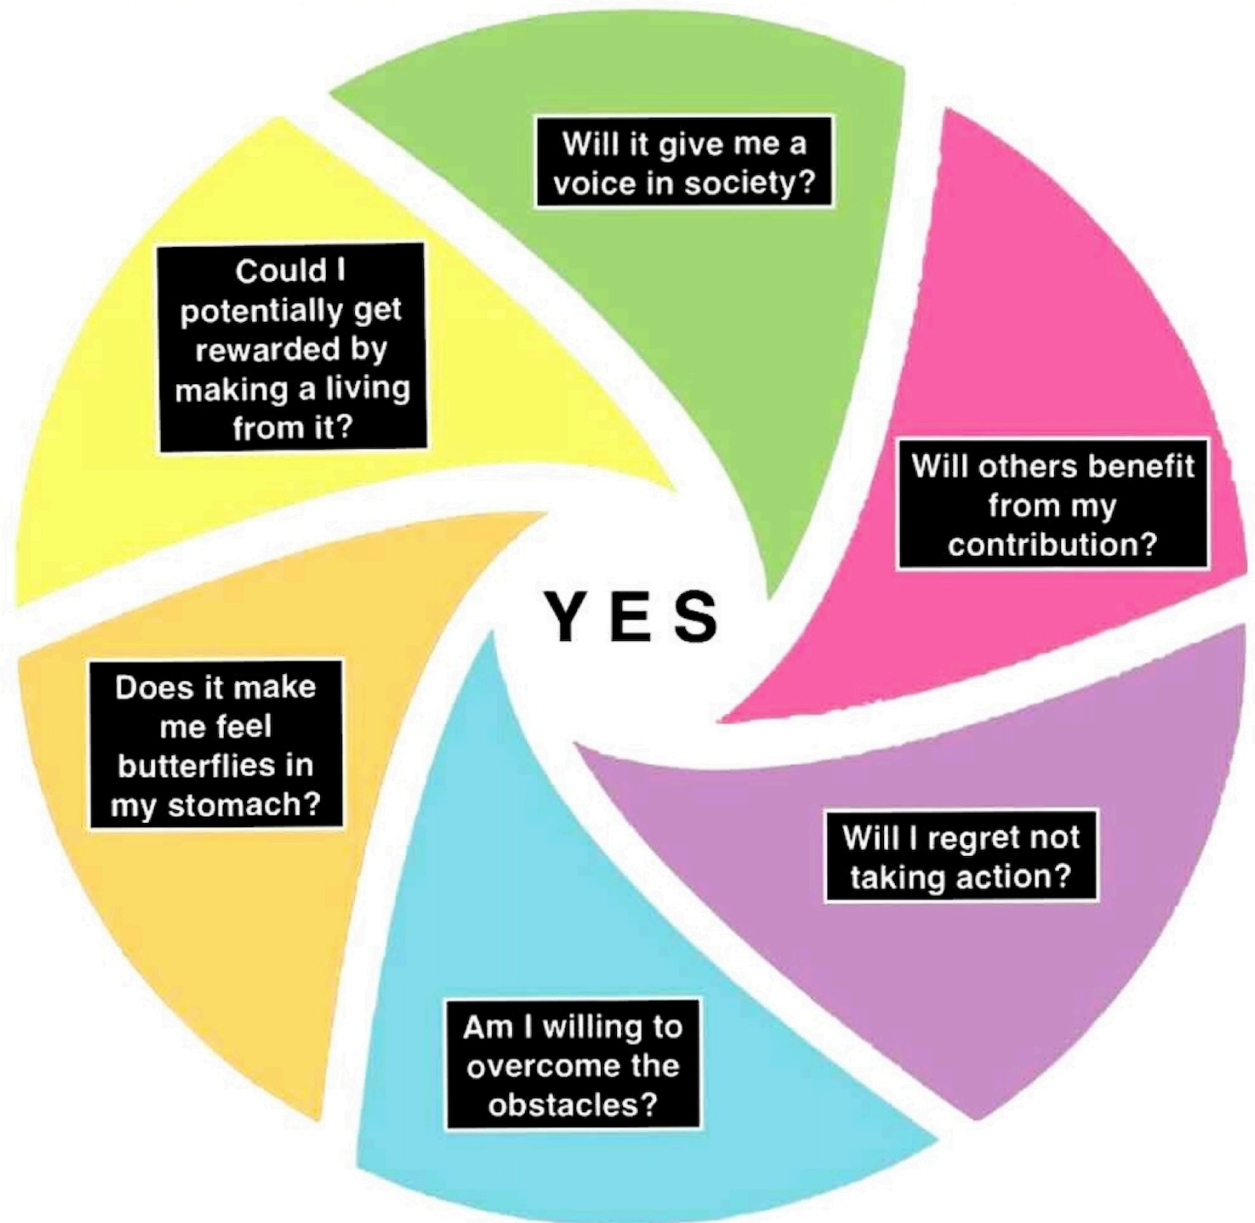 Will it give me a
voice in society?
Will others benefit
from my
contribution?
Will I regret not
taking action?
Am I willing to
overcome the
obstacles?
Does it make
me feel
butterflies in
my stomach?
Could I
potentially get
rewarded by
making a living
from it?
YES